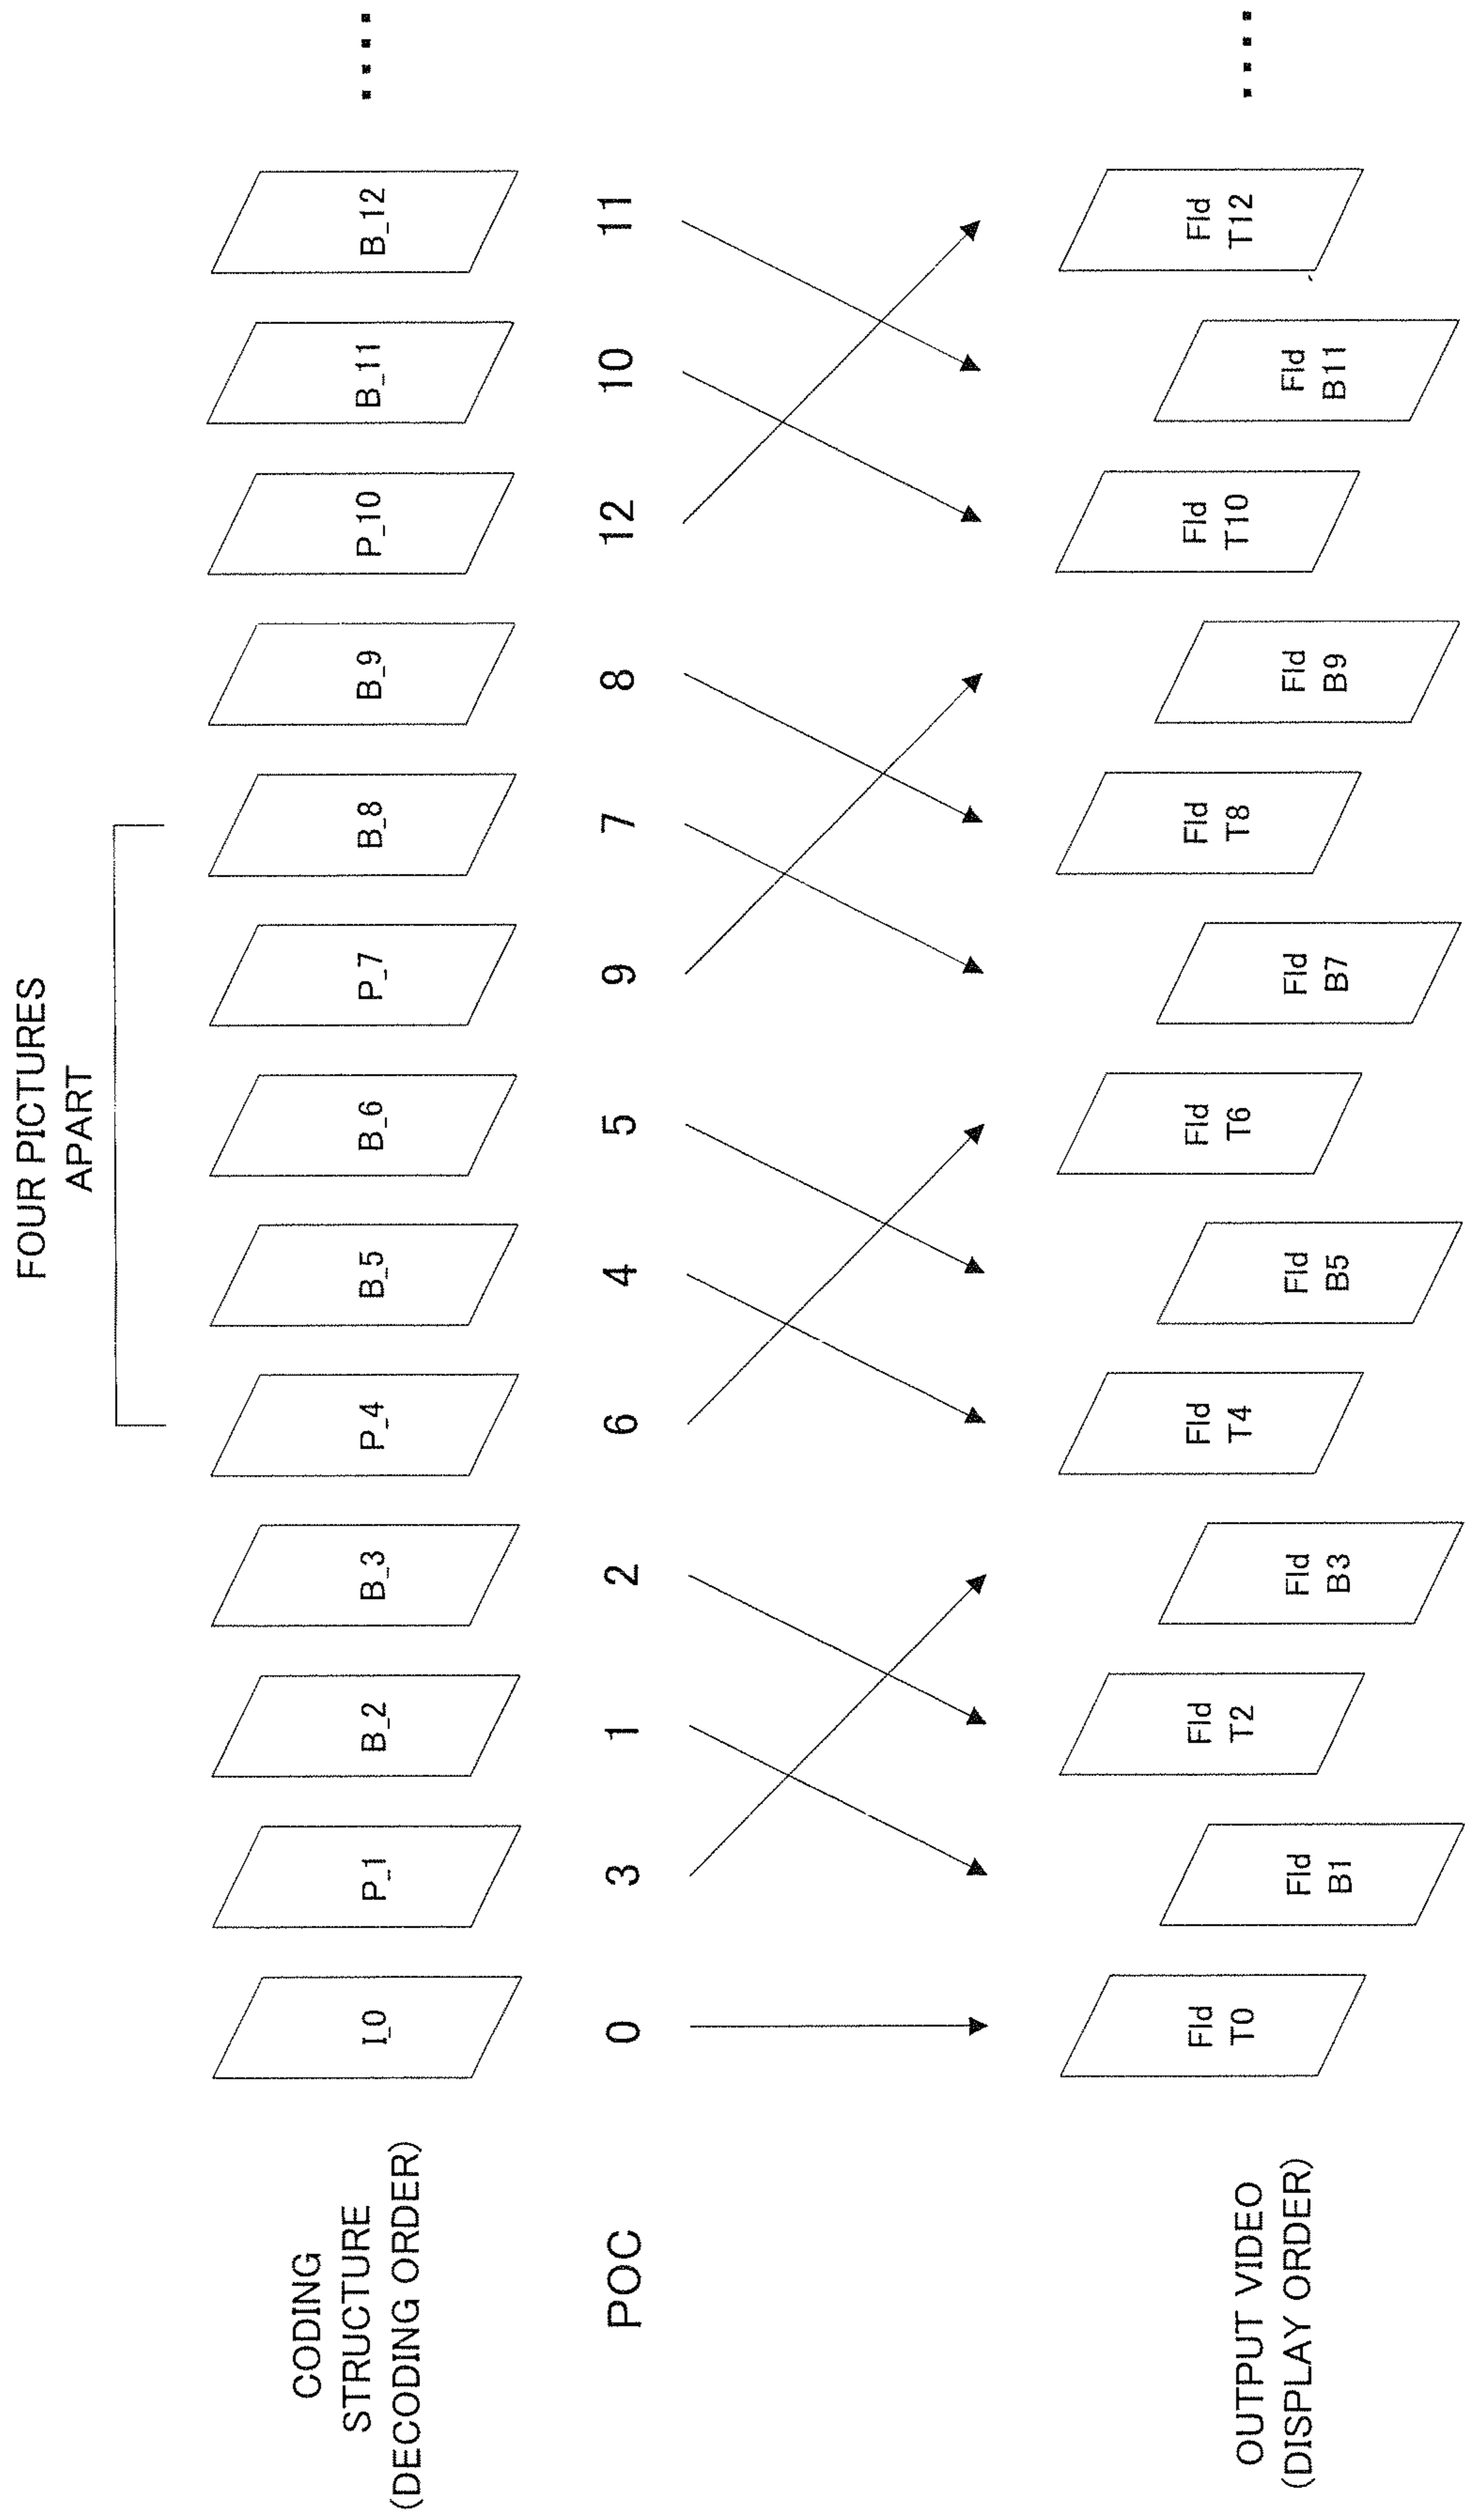 FOUR PICTURES
APART
CODING
STRUCTURE
(DECODING ORDER)
I_0
P_1
B_2
B_3
P_4
B_5
B_6
P_7
B_8
B_9
P_10
B_11
B_12
POC
0
3
1
2
6
4
5
9
7
8
12
10
11
OUTPUT VIDEO
(DISPLAY ORDER)
Fld
T0
Fld
B1
Fld
T2
Fld
B3
Fld
T4
Fld
B5
Fld
T6
Fld
B7
Fld
T8
Fld
B9
Fld
T10
Fld
B11
Fld
T12